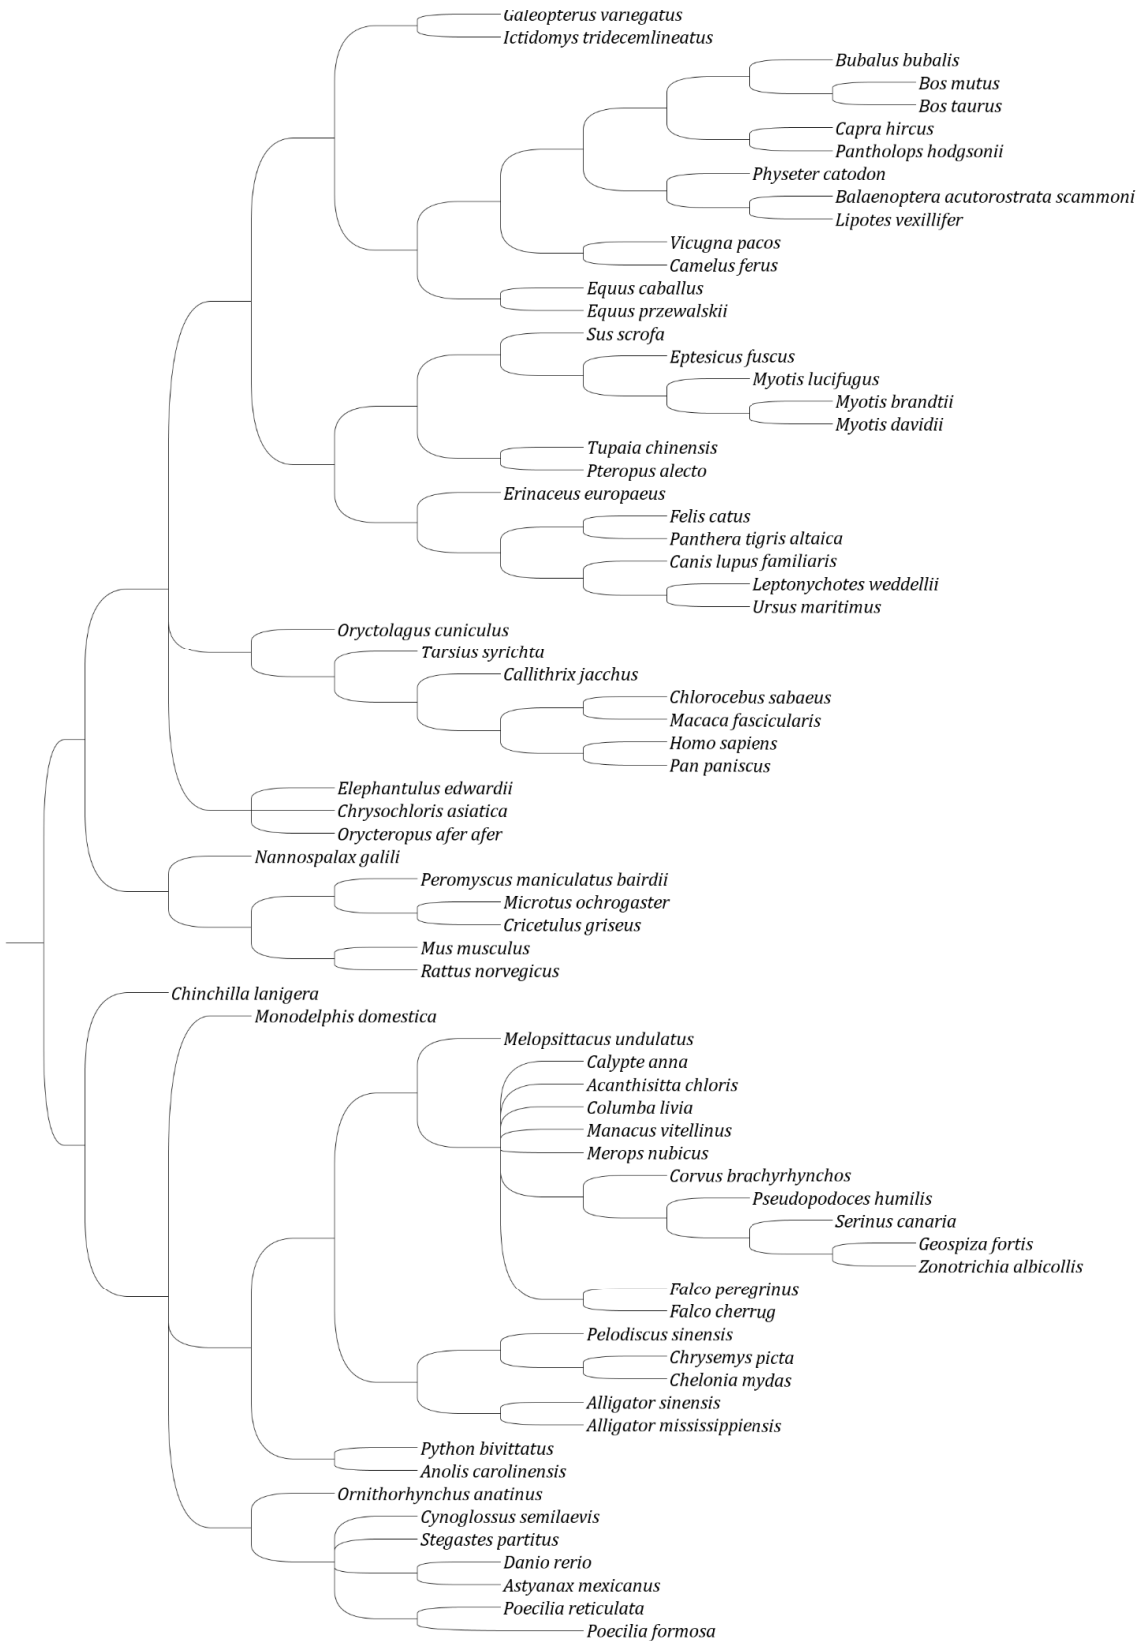 Galeopterus variegatus
Ictidomys tridecemlineatus
Bubalus bubalis
Bos mutus
Bos taurus
Capra hircus
Pantholops hodgsonii
Physeter catodon
Balaenoptera acutorostrata scammoni
Lipotes vexillifer
Vicugna pacos
Camelus ferus
Equus caballus
Equus przewalskii
Sus scrofa
Eptesicus fuscus
Myotis lucifugus
Myotis brandtii
Myotis davidii
Tupaia chinensis
Pteropus alecto
Erinaceus europaeus
Felis catus
Panthera tigris altaica
Canis lupus familiaris
Leptonychotes weddellii
Ursus maritimus
Oryctolagus cuniculus
Tarsius syrichta
Callithrix jacchus
Chlorocebus sabaeus
Macaca fascicularis
Homo sapiens
Pan paniscus
Elephantulus edwardii
Chrysochloris asiatica
Orycteropus afer afer
Nannospalax galili
Peromyscus maniculatus bairdii
Microtus ochrogaster
Cricetulus griseus
Mus musculus
Rattus norvegicus
Chinchilla lanigera
Monodelphis domestica
Melopsittacus undulatus
Calypte anna
Acanthisitta chloris
Columba livia
Manacus vitellinus
Merops nubicus
Corvus brachyrhynchos
Pseudopodoces humilis
Serinus canaria
Geospiza fortis
Zonotrichia albicollis
Falco peregrinus
Falco cherrug
Pelodiscus sinensis
Chrysemys picta
Chelonia mydas
Alligator sinensis
Alligator mississippiensis
Python bivittatus
Anolis carolinensis
Ornithorhynchus anatinus
Cynoglossus semilaevis
Stegastes partitus
Danio rerio
Astyanax mexicanus
Poecilia reticulata
Poecilia formosa